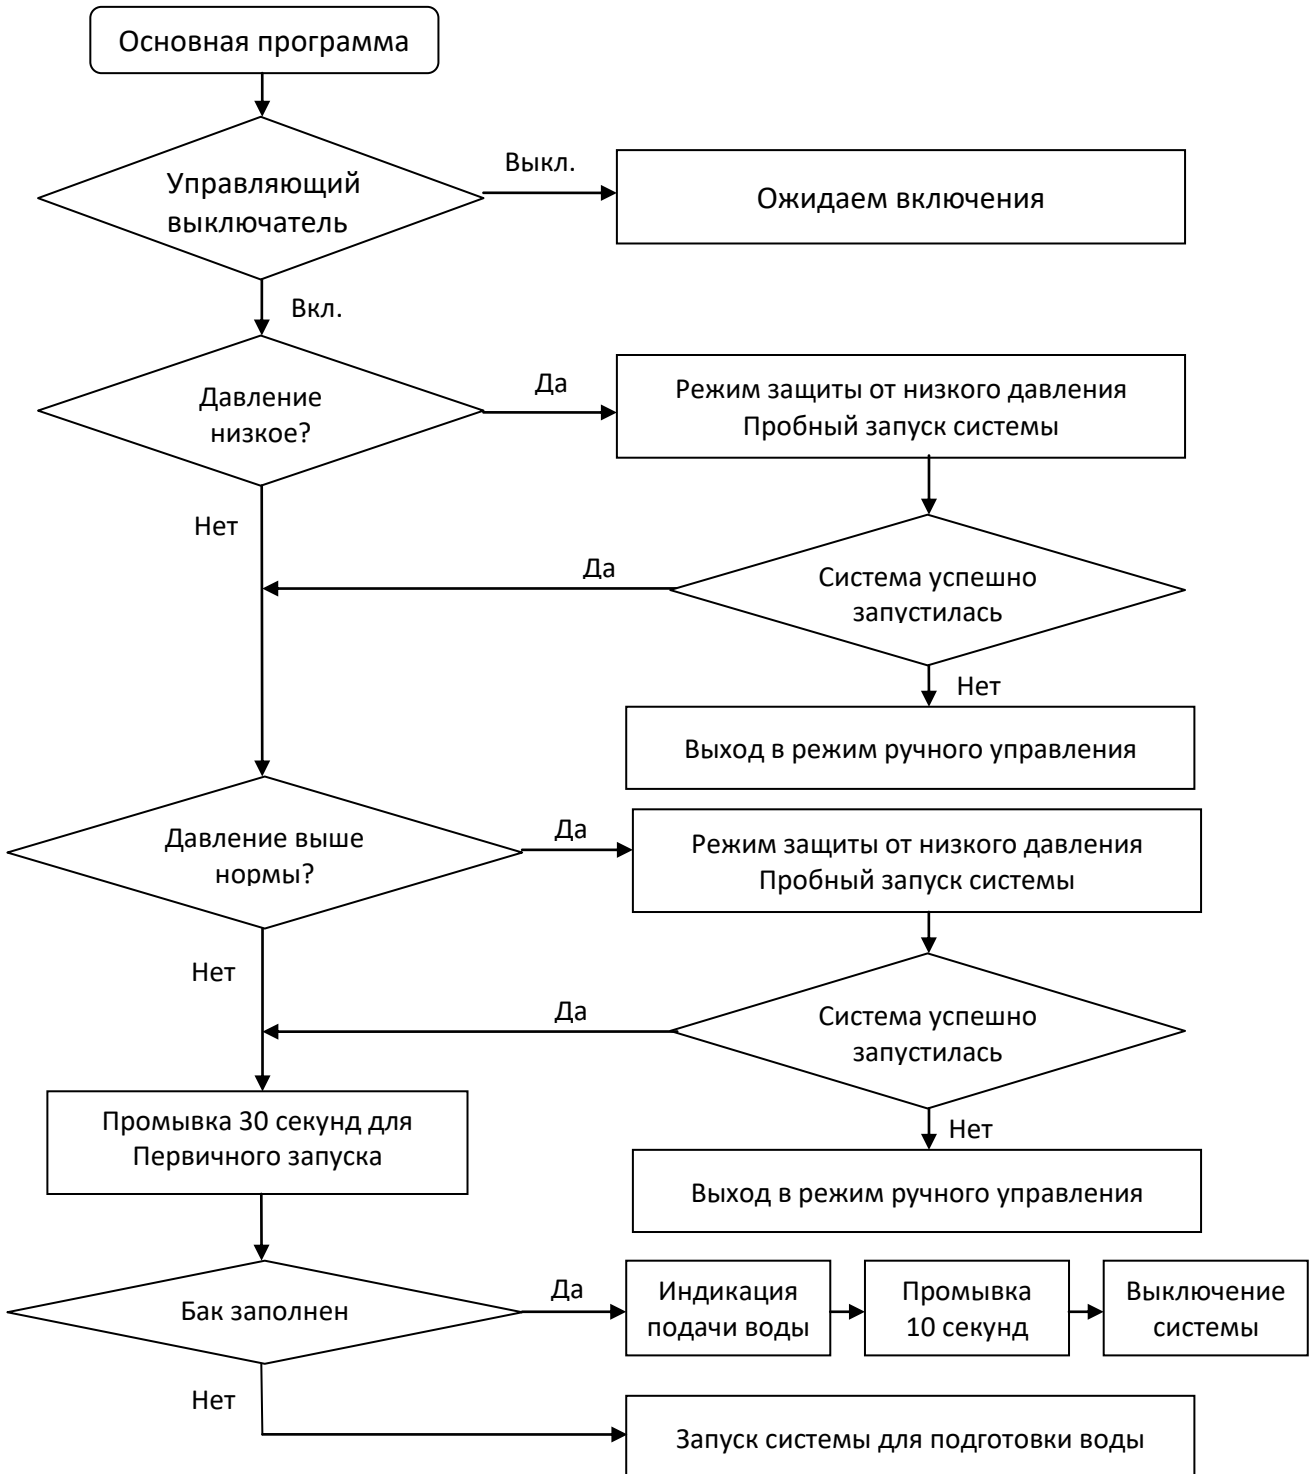 Основная программа
Управляющий
выключатель
Выкл.
Ожидаем включения
Вкл.
Давление
низкое?
Да
Режим защиты от низкого давления
Пробный запуск системы
Нет
Да
Система успешно
запустилась
Нет
Выход в режим ручного управления
Давление выше
нормы?
Да
Режим защиты от низкого давления
Пробный запуск системы
Нет
Да
Система успешно
запустилась
Нет
Промывка 30 секунд для
Первичного запуска
Выход в режим ручного управления
Бак заполнен
Да
Индикация
подачи воды
Промывка
10 секунд
Выключение
системы
Нет
Запуск системы для подготовки воды